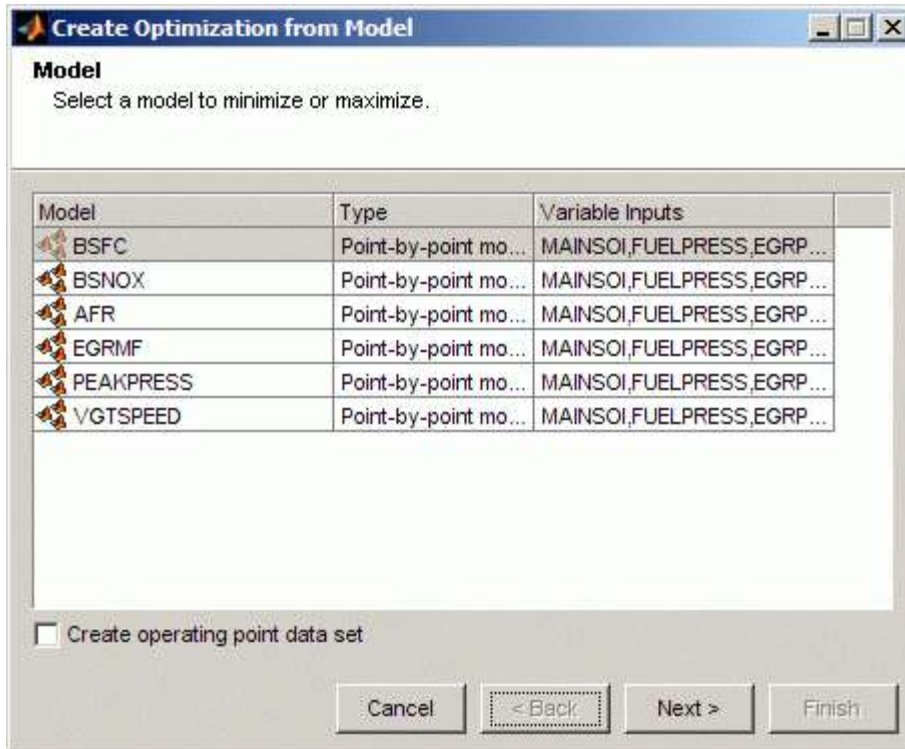 Create Optimization from Model
Model
Select a model to minimize or maximize.
Model Type Variable Inputs
BSFC Point-by-point mo... MAINSOI,FUELPRESS,EGRP...
BSNOX Point-by-point mo... MAINSOI,FUELPRESS,EGRP...
AFR Point-by-point mo... MAINSOI,FUELPRESS,EGRP...
EGRMF Point-by-point mo... MAINSOI,FUELPRESS,EGRP...
PEAKPRESS Point-by-point mo... MAINSOI,FUELPRESS,EGRP...
VGTSPEED Point-by-point mo... MAINSOI,FUELPRESS,EGRP...
Create operating point data set
Cancel < Back Next > Finish